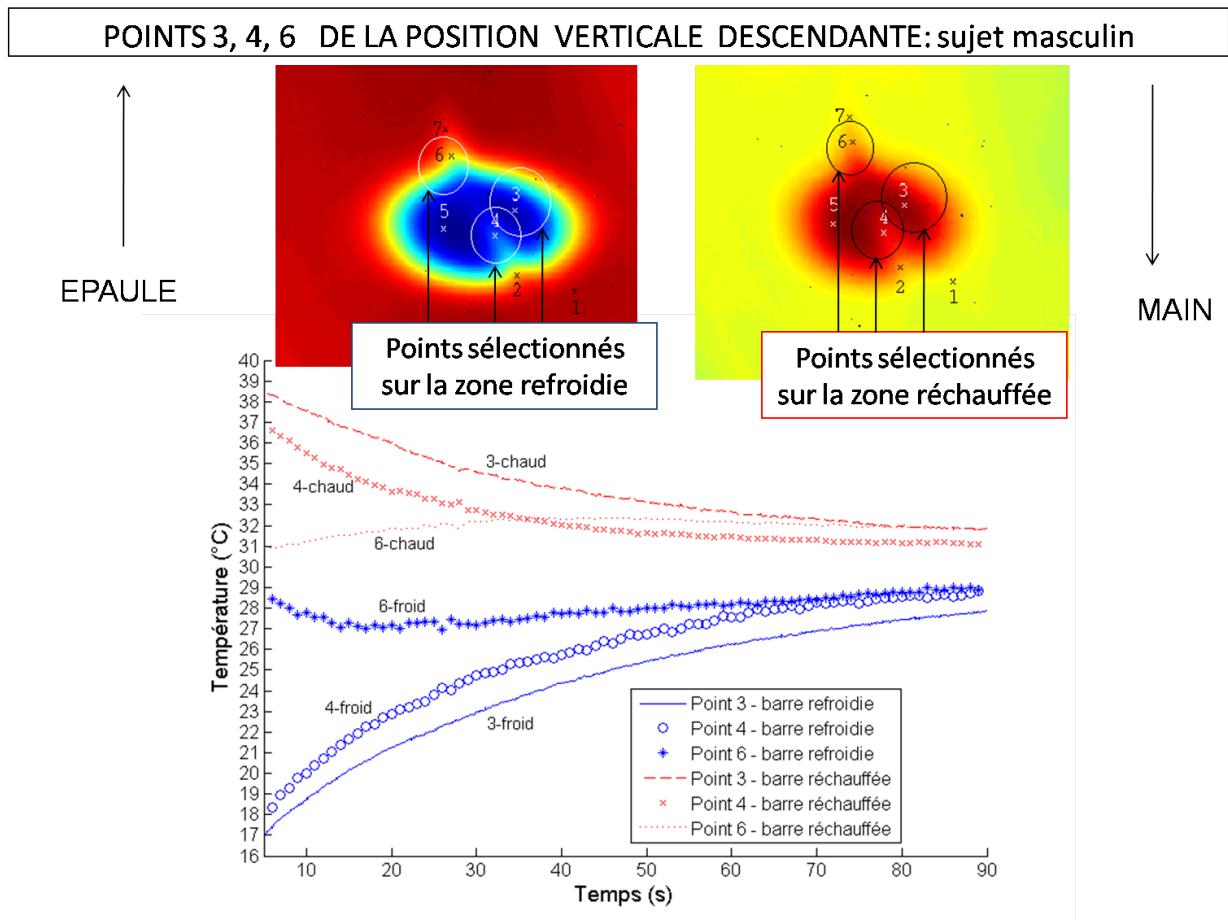 POINTS 3, 4, 6 DE LA POSITION VERTICALE DESCENDANTE: sujet masculin
EPAULE
7
6
5
3
4
2
1
Points sélectionnés
sur la zone refroidie
7
6
5
3
4
2
1
Points sélectionnés
sur la zone réchauffée
MAIN
Température (°C)
40
39
38
37
36
35
34
33
32
31
30
29
28
27
26
25
24
23
22
21
20
19
18
17
16
3-chaud
4-chaud
6-chaud
6-froid
4-froid
3-froid
Point 3 - barre refroidie
Point 4 - barre refroidie
Point 6 - barre refroidie
Point 3 - barre réchauffée
Point 4 - barre réchauffée
Point 6 - barre réchauffée
10 20 30 40 50 60 70 80 90
Temps (s)